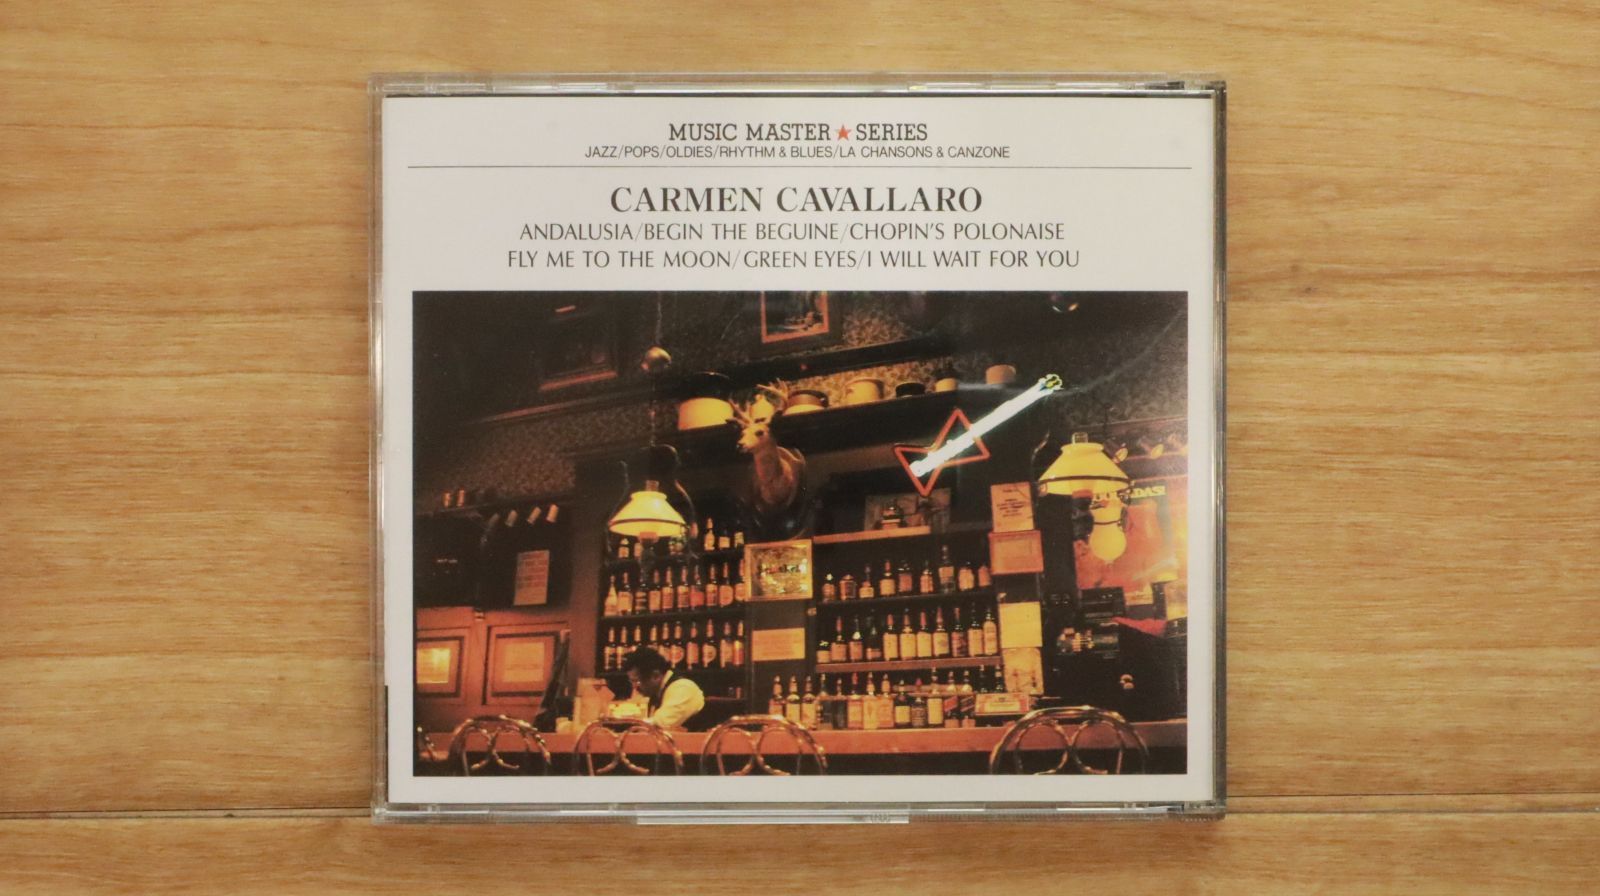 MUSIC MASTER★SERIES
JAZZ/POPS/OLDIES/RHYTHM & BLUES/LA CHANSONS & CANZONE
CARMEN CAVALLARO
ANDALUSIA/BEGIN THE BEGUINE/CHOPIN'S POLONAISE
FLY ME TO THE MOON/GREEN EYES/I WILL WAIT FOR YOU